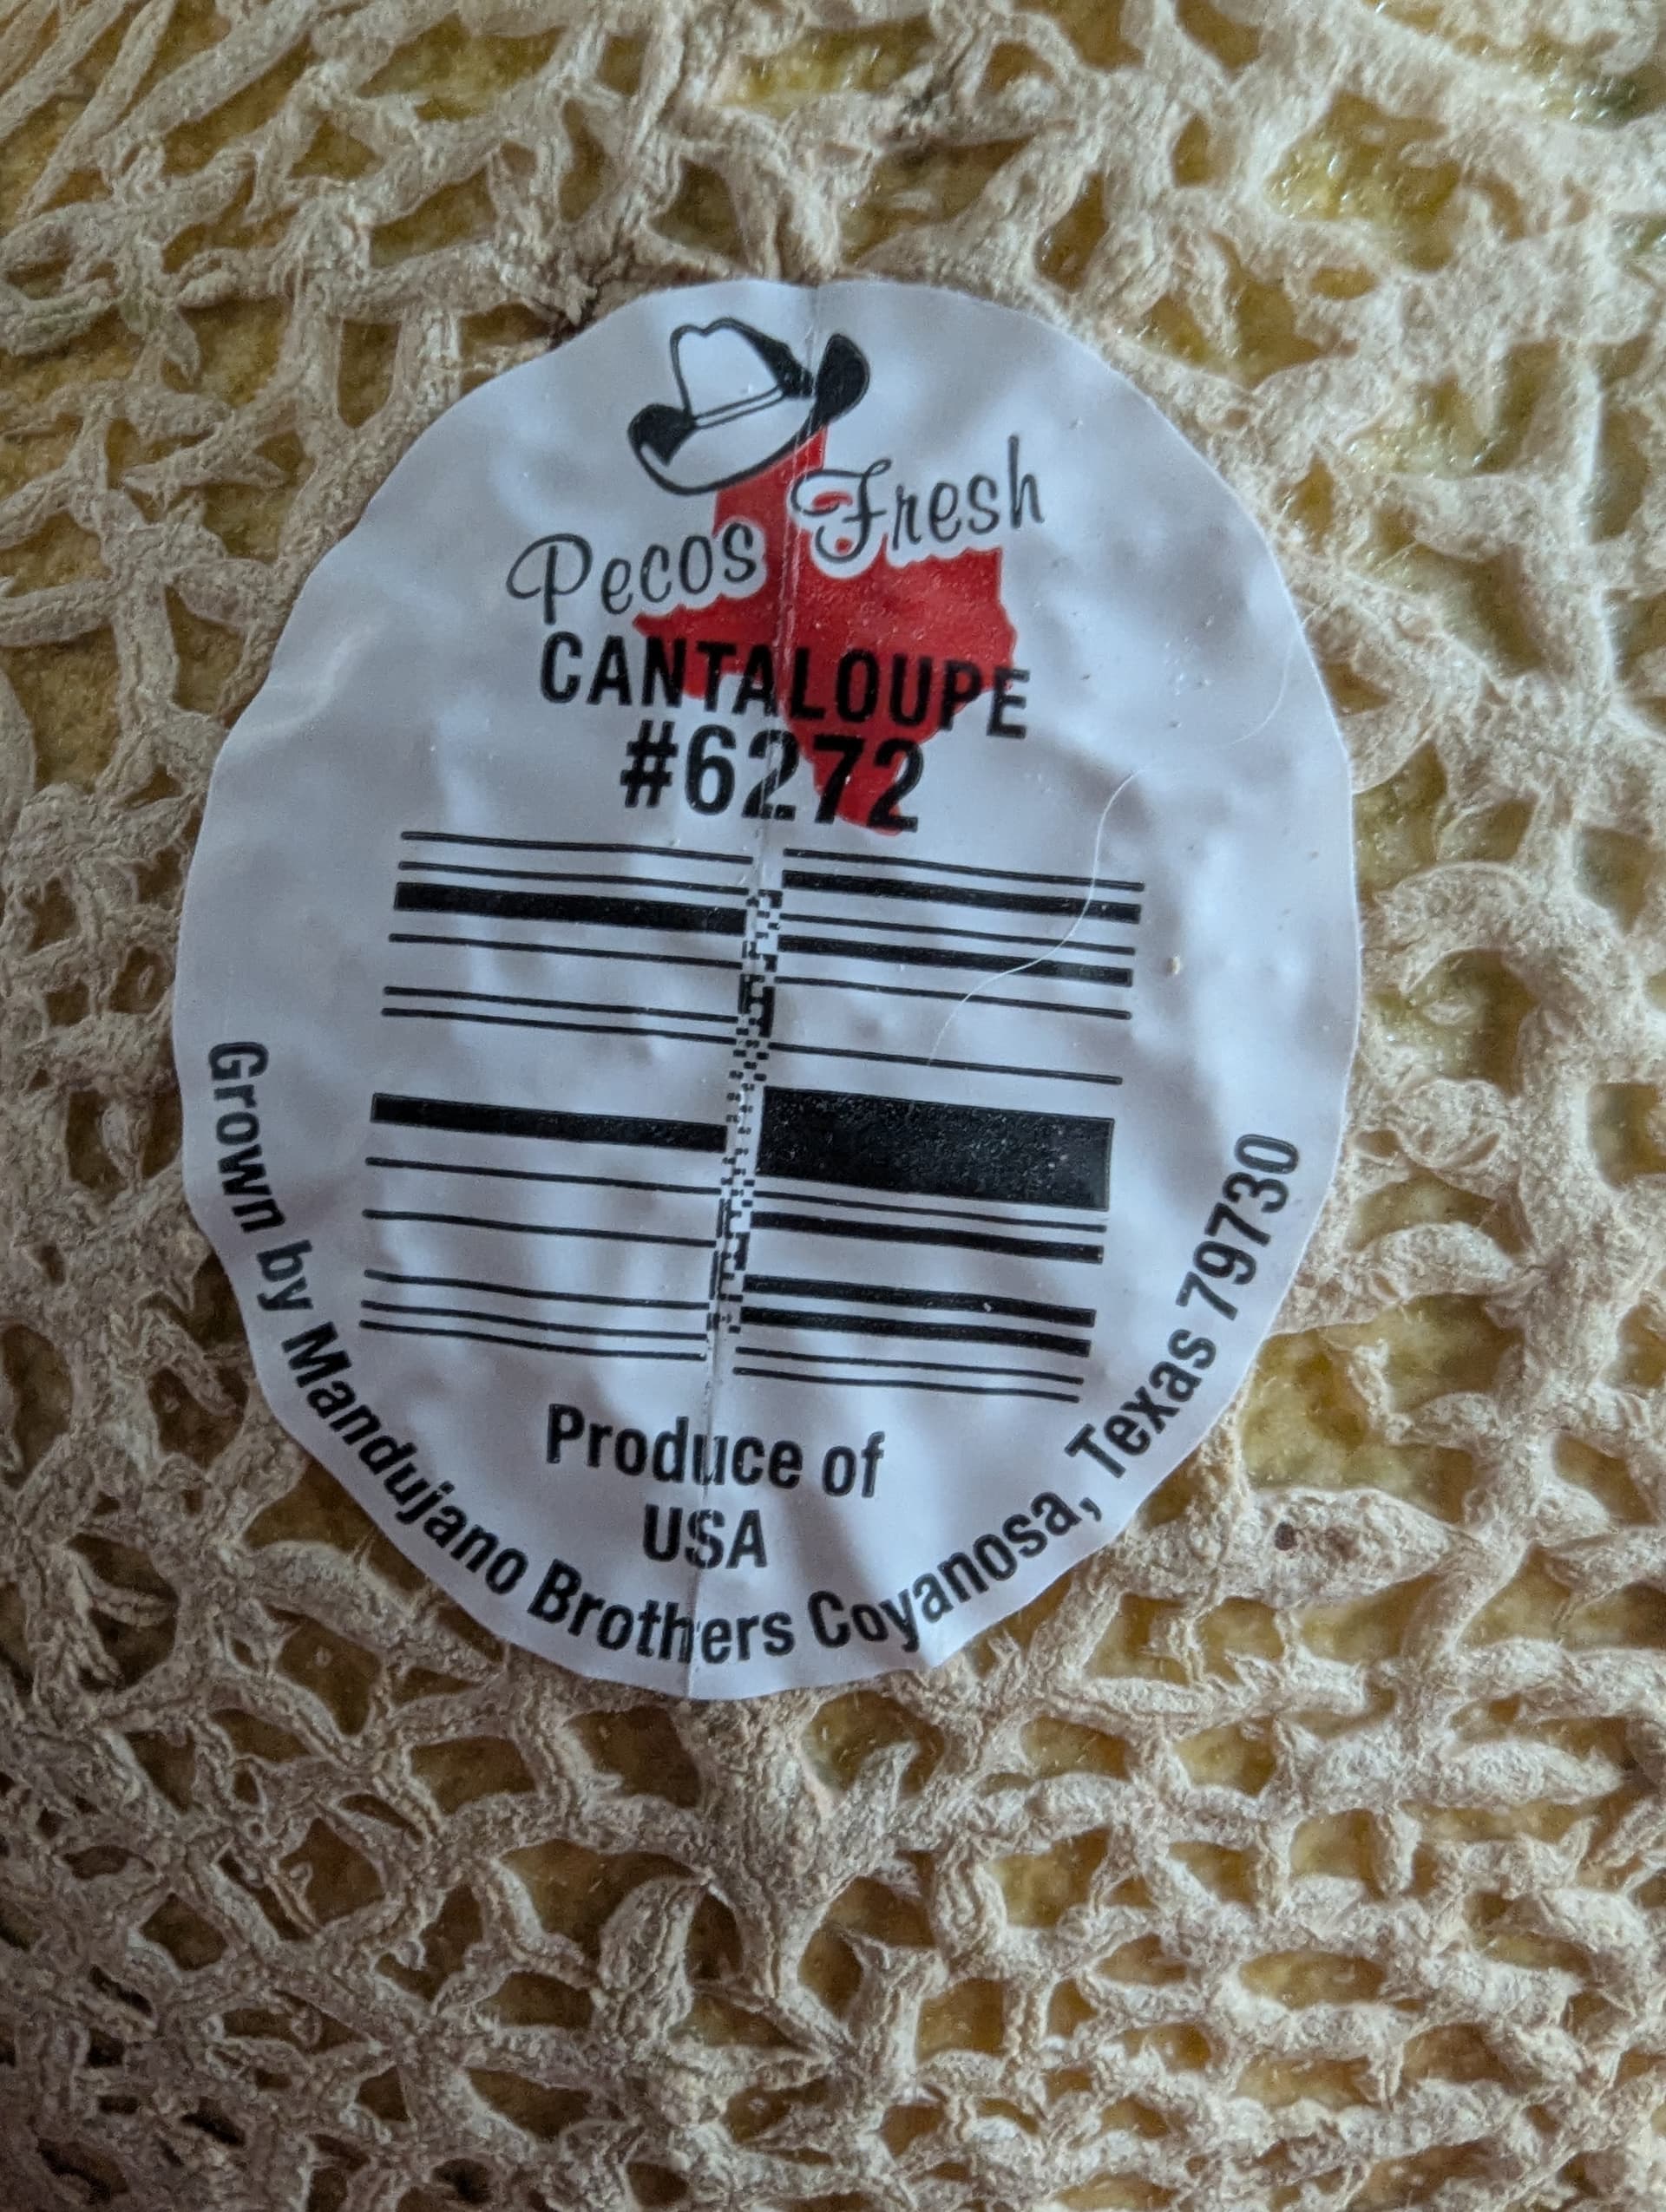 Pecos Fresh
CANTALOUPE
#6272
Produce of
USA
Grown by Mandujano Brothers Coyanosa, Texas 79730